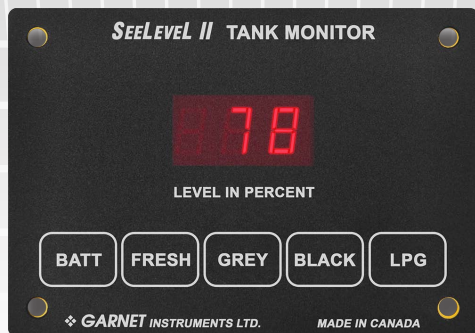 SEELEVEL II TANK MONITOR
78
LEVEL IN PERCENT
BATT FRESH GREY BLACK LPG
❖ GARNET INSTRUMENTS LTD. MADE IN CANADA